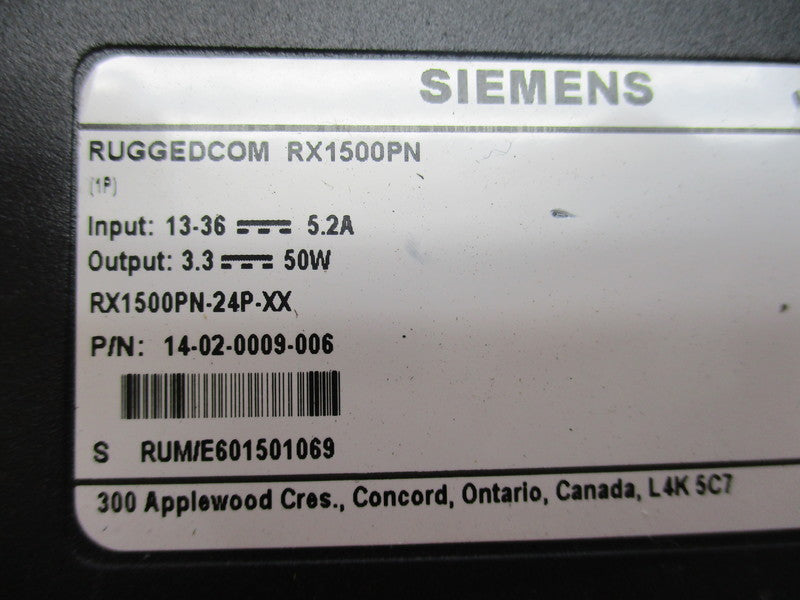 SIEMENS
RUGGEDCOM RX1500PN
(1P)
Input: 13-36 ⎓ 5.2A
Output: 3.3 ⎓ 50W
RX1500PN-24P-XX
P/N: 14-02-0009-006
S RUM/E601501069
300 Applewood Cres., Concord, Ontario, Canada, L4K 5C7